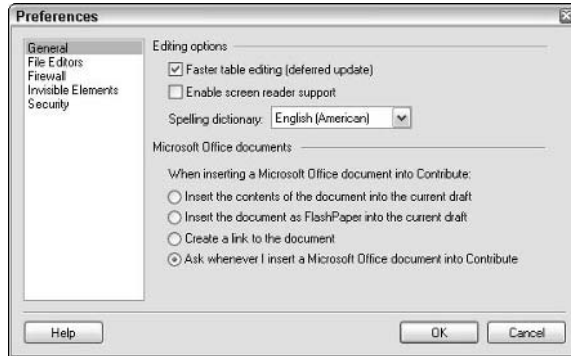 Preferences
General
File Editors
Firewall
Invisible Elements
Security
Editing options
Faster table editing (deferred update)
Enable screen reader support
Spelling dictionary: English (American)
Microsoft Office documents
When inserting a Microsoft Office document into Contribute:
Insert the contents of the document into the current draft
Insert the document as FlashPaper into the current draft
Create a link to the document
Ask whenever I insert a Microsoft Office document into Contribute
Help OK Cancel